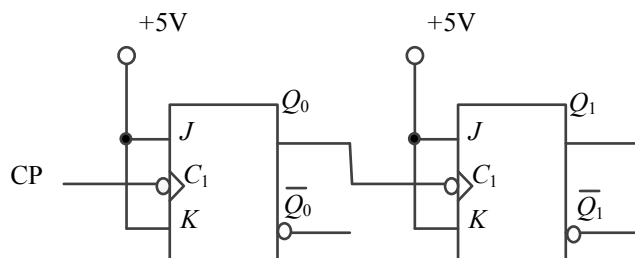 +5V +5V
Q₀ Q₁
J J
CP C₁ C₁
Q̅₀ Q̅₁
K K